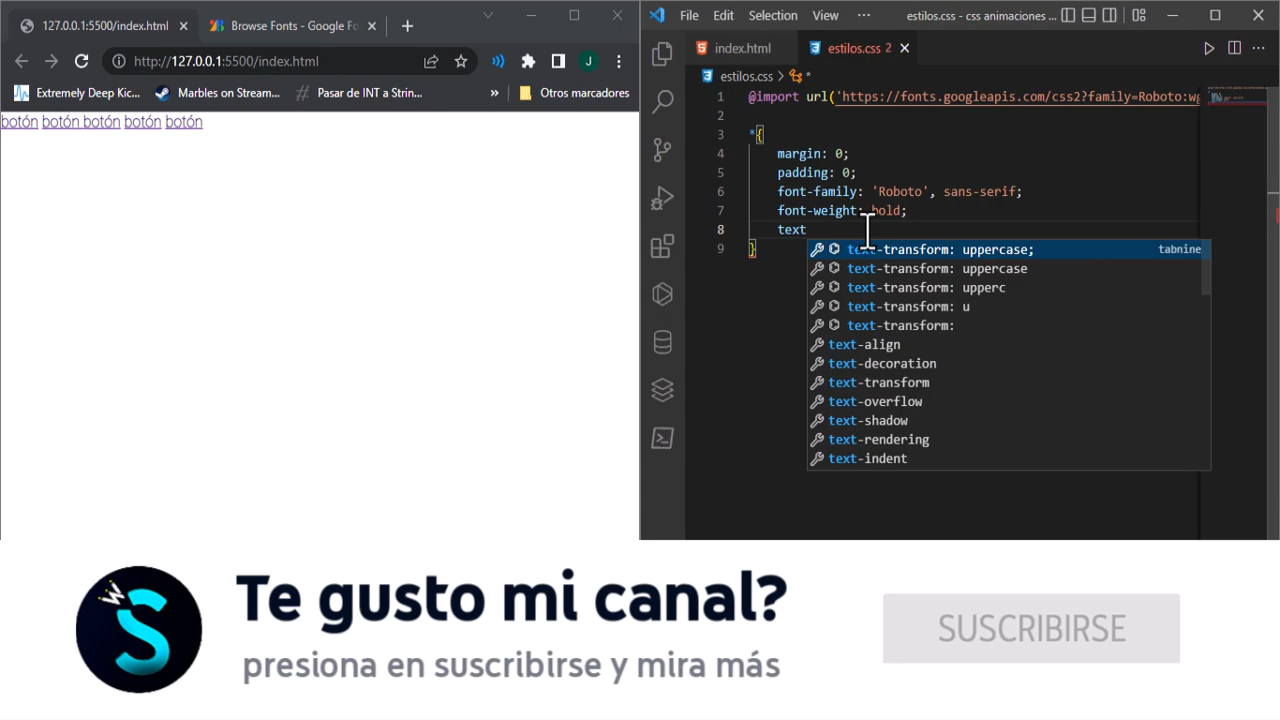 127.0.0.1:5500/index.html
Browse Fonts - Google Fo
http://127.0.0.1:5500/index.html
J
Extremely Deep Kic...
Marbles on Stream...
Pasar de INT a Strin...
»
Otros marcadores
botón botón botón botón botón
File Edit Selection View ···
estilos.css - css animaciones ...
index.html
estilos.css 2
estilos.css > *
1 @import url('https://fonts.googleapis.com/css2?family=Roboto:wg
2
3 *{
4 margin: 0;
5 padding: 0;
6 font-family: 'Roboto', sans-serif;
7 font-weight: bold;
8 text
9 }
text-transform: uppercase; tabnine
text-transform: uppercase
text-transform: upperc
text-transform: u
text-transform:
text-align
text-decoration
text-transform
text-overflow
text-shadow
text-rendering
text-indent
S
Te gusto mi canal?
presiona en suscribirse y mira más
SUSCRIBIRSE